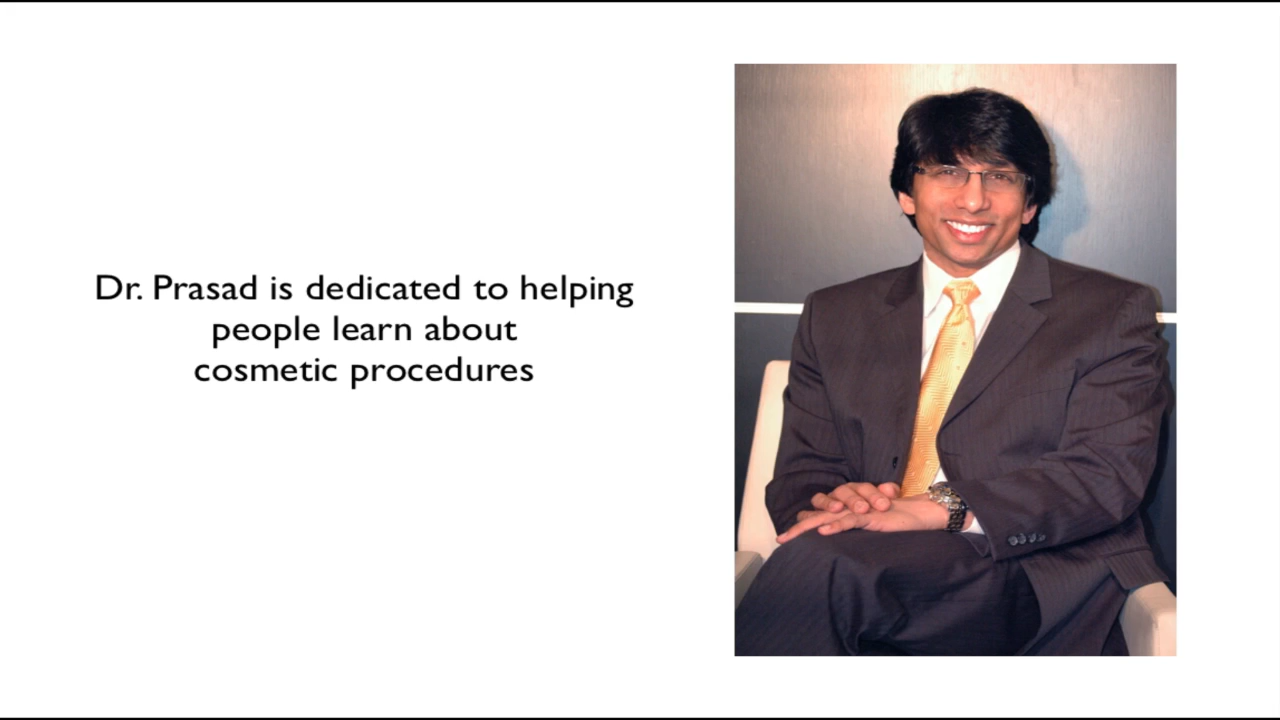 Dr. Prasad is dedicated to helping
people learn about
cosmetic procedures